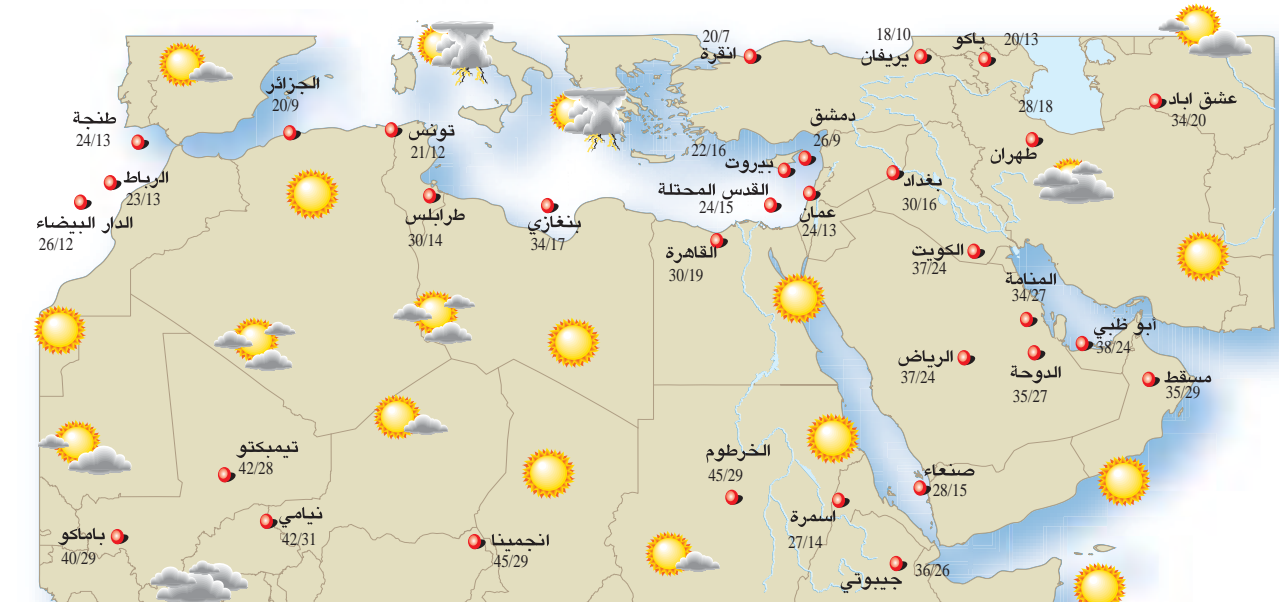 20/7
انقرة
18/10
يريفان
باكو
20/13
عشق اباد
34/20
28/18
طهران
الجزائر
20/9
طنجة
24/13
تونس
21/12
دمشق
26/9
22/16
بيروت
الرباط
23/13
القدس المحتلة
24/15
بغداد
30/16
الدار البيضاء
26/12
طرابلس
30/14
بنغازي
34/17
عمان
24/13
القاهرة
30/19
الكويت
37/24
المنامة
34/27
أبو ظبي
38/24
الرياض
37/24
الدوحة
35/27
مسقط
35/29
تيمبكتو
42/28
الخرطوم
45/29
صنعاء
28/15
نيامي
42/31
اسمرة
27/14
باماكو
40/29
انجمينا
45/29
جيبوتي
36/26